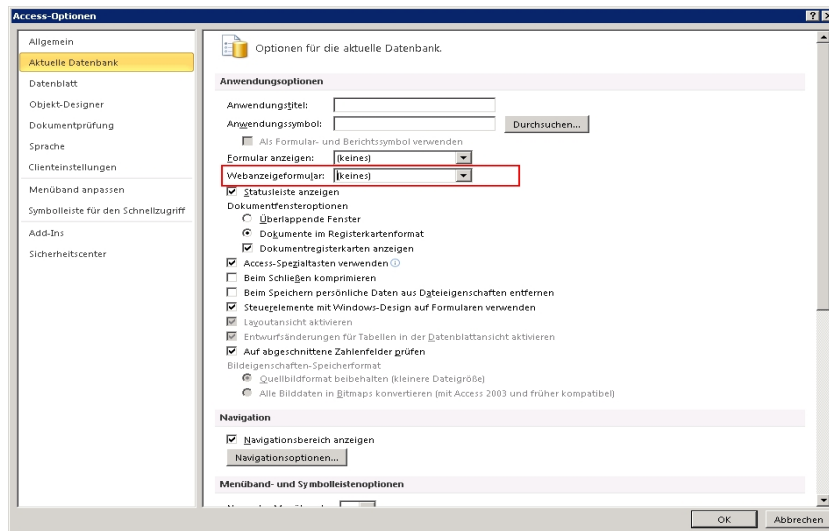 Access-Optionen
Allgemein
Aktuelle Datenbank
Datenblatt
Objekt-Designer
Dokumentprüfung
Sprache
Clienteinstellungen
Menüband anpassen
Symbolleiste für den Schnellzugriff
Add-Ins
Sicherheitscenter
Optionen für die aktuelle Datenbank.
Anwendungsoptionen
Anwendungstitel:
Anwendungssymbol: Durchsuchen...
Als Formular- und Berichtssymbol verwenden
Formular anzeigen: (keines)
Webanzeigeformular: (keines)
Statusleiste anzeigen
Dokumentfensteroptionen
Überlappende Fenster
Dokumente im Registerkartenformat
Dokumentregisterkarten anzeigen
Access-Spezialtasten verwenden
Beim Schließen komprimieren
Beim Speichern persönliche Daten aus Dateieigenschaften entfernen
Steuerelemente mit Windows-Design auf Formularen verwenden
Layoutansicht aktivieren
Entwurfsänderungen für Tabellen in der Datenblattansicht aktivieren
Auf abgeschnittene Zahlenfelder prüfen
Bildeigenschaften-Speicherformat
Quellbildformat beibehalten (kleinere Dateigröße)
Alle Bilddaten in Bitmaps konvertieren (mit Access 2003 und früher kompatibel)
Navigation
Navigationsbereich anzeigen
Navigationsoptionen...
Menüband- und Symbolleistenoptionen
OK Abbrechen